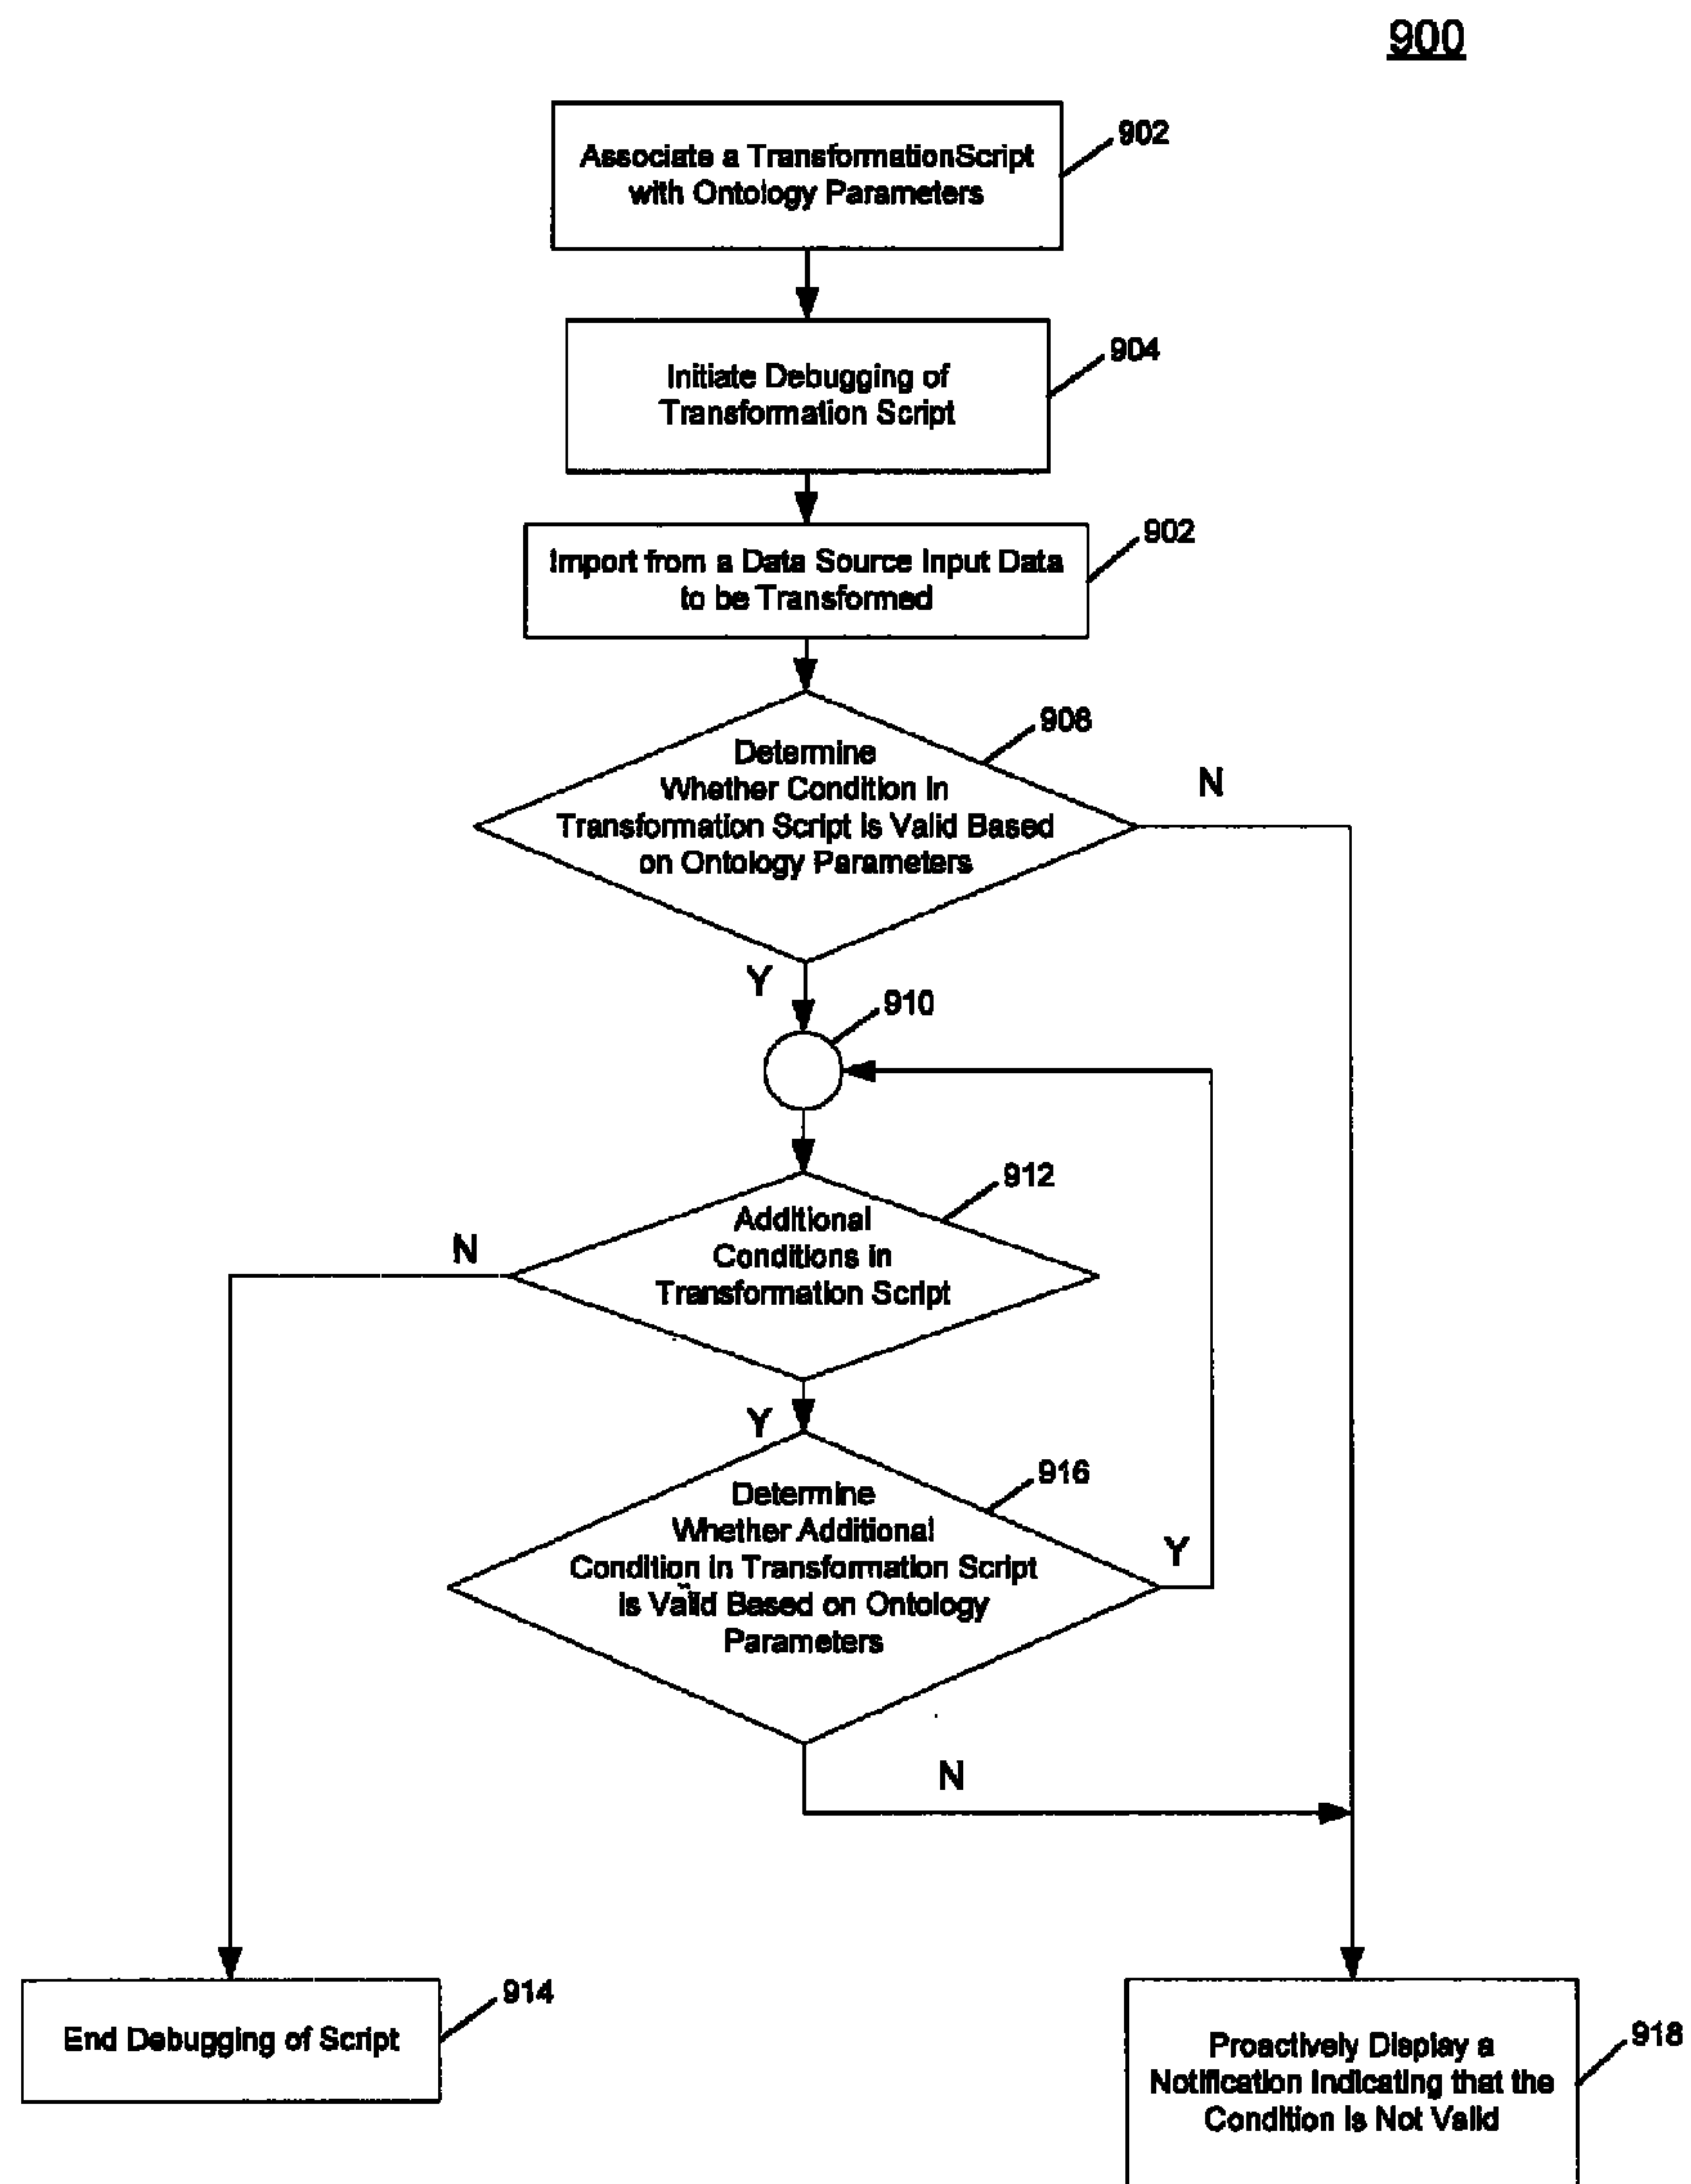 900
902
Associate a TransformationScript
with Ontology Parameters
904
Initiate Debugging of
Transformation Script
902
Import from a Data Source Input Data
to be Transformed
908
Determine
Whether Condition in
Transformation Script is Valid Based
on Ontology Parameters
N
Y
910
912
Additional
Conditions in
Transformation Script
N
Y
916
Determine
Whether Additional
Condition in Transformation Script
is Valid Based on Ontology
Parameters
Y
N
914
End Debugging of Script
918
Proactively Display a
Notification Indicating that the
Condition is Not Valid